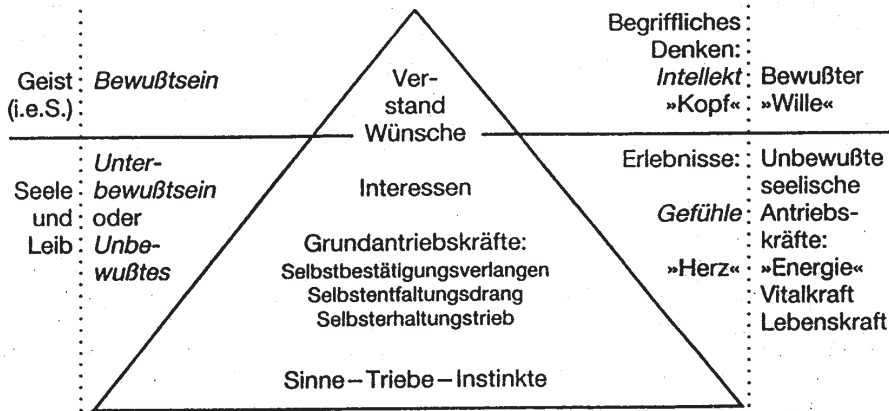 Begriffliches
Denken:
Geist Bewußtsein Ver- Intellekt Bewußter
(i.e.S.) stand »Kopf« »Wille«
Wünsche
Unter- Erlebnisse: Unbewußte
Seele bewußtsein Interessen seelische
und oder Gefühle Antriebs-
Leib Unbe- Grundantriebskräfte: kräfte:
wußtes Selbstbestätigungsverlangen »Herz« »Energie«
Selbstentfaltungsdrang Vitalkraft
Selbsterhaltungstrieb Lebenskraft
Sinne – Triebe – Instinkte